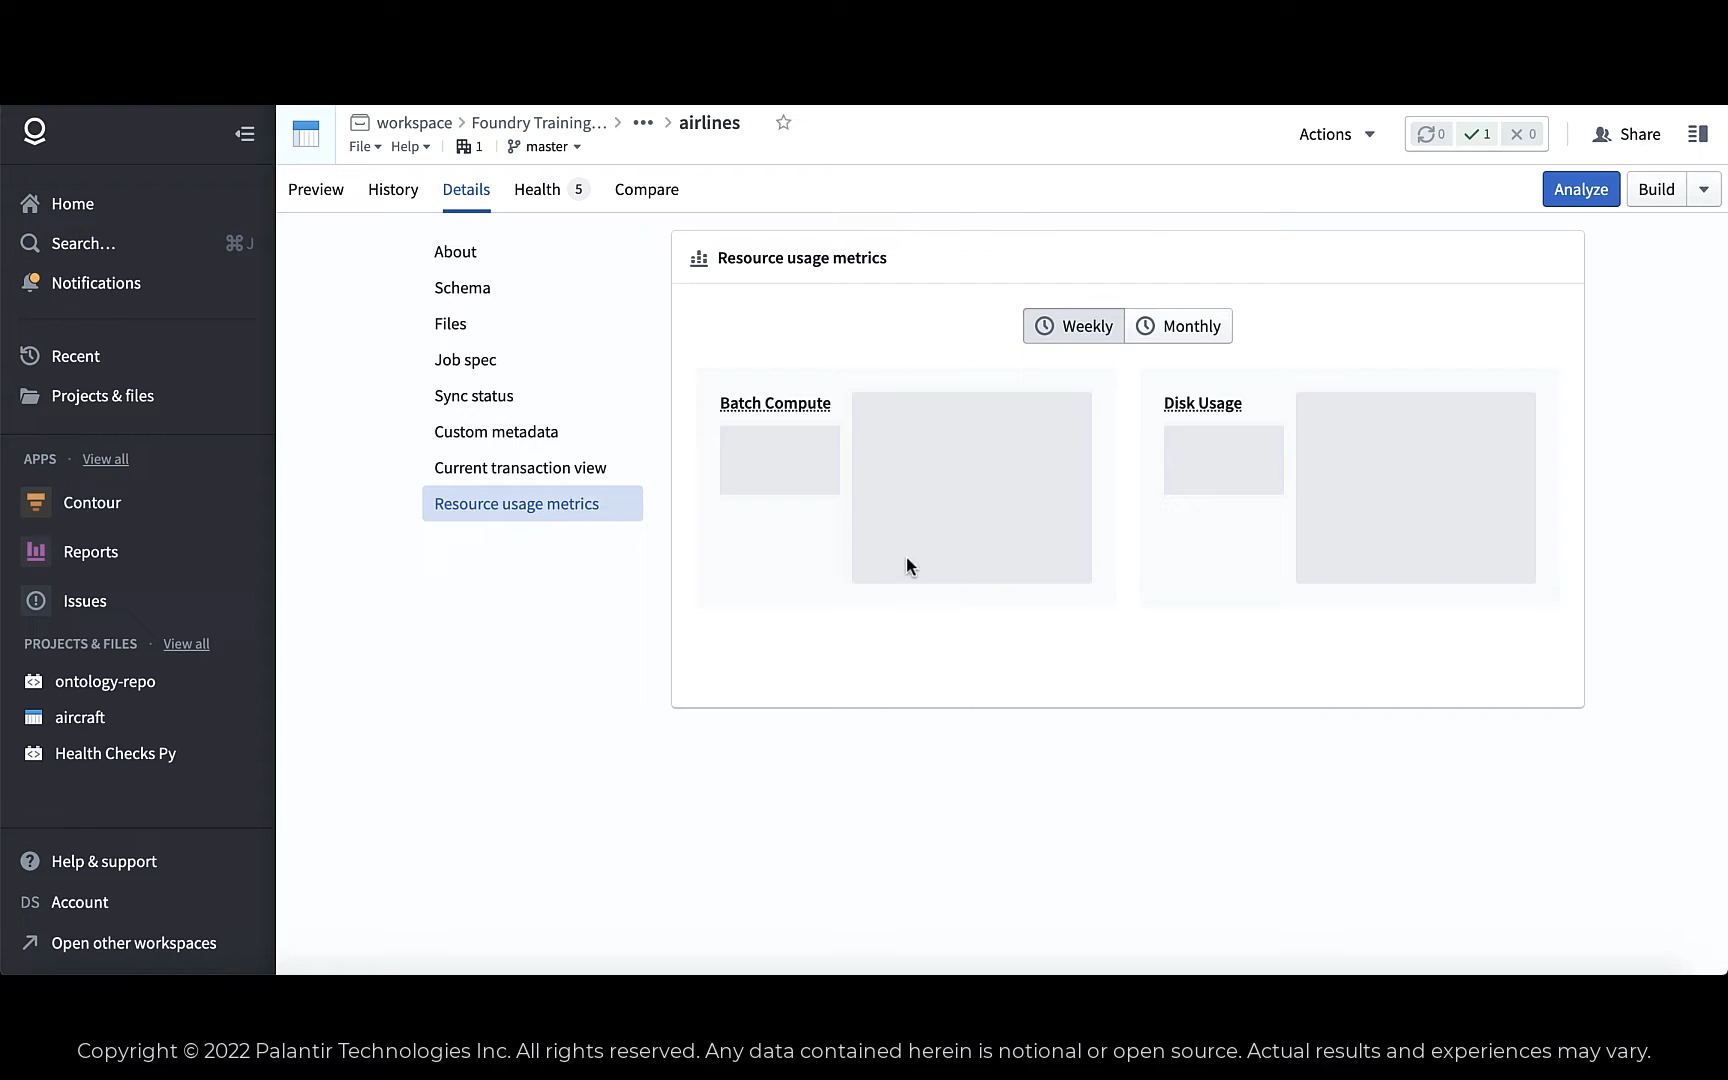 workspace > Foundry Training... > ••• > airlines
File Help 1 master
Actions 0 1 0 Share
Preview History Details Health 5 Compare
Analyze Build
Home
Search... ⌘ J
Notifications
Recent
Projects & files
APPS · View all
Contour
Reports
Issues
PROJECTS & FILES · View all
ontology-repo
aircraft
Health Checks Py
Help & support
DS Account
Open other workspaces
About
Schema
Files
Job spec
Sync status
Custom metadata
Current transaction view
Resource usage metrics
Resource usage metrics
Weekly Monthly
Batch Compute
Disk Usage
Copyright © 2022 Palantir Technologies Inc. All rights reserved. Any data contained herein is notional or open source. Actual results and experiences may vary.